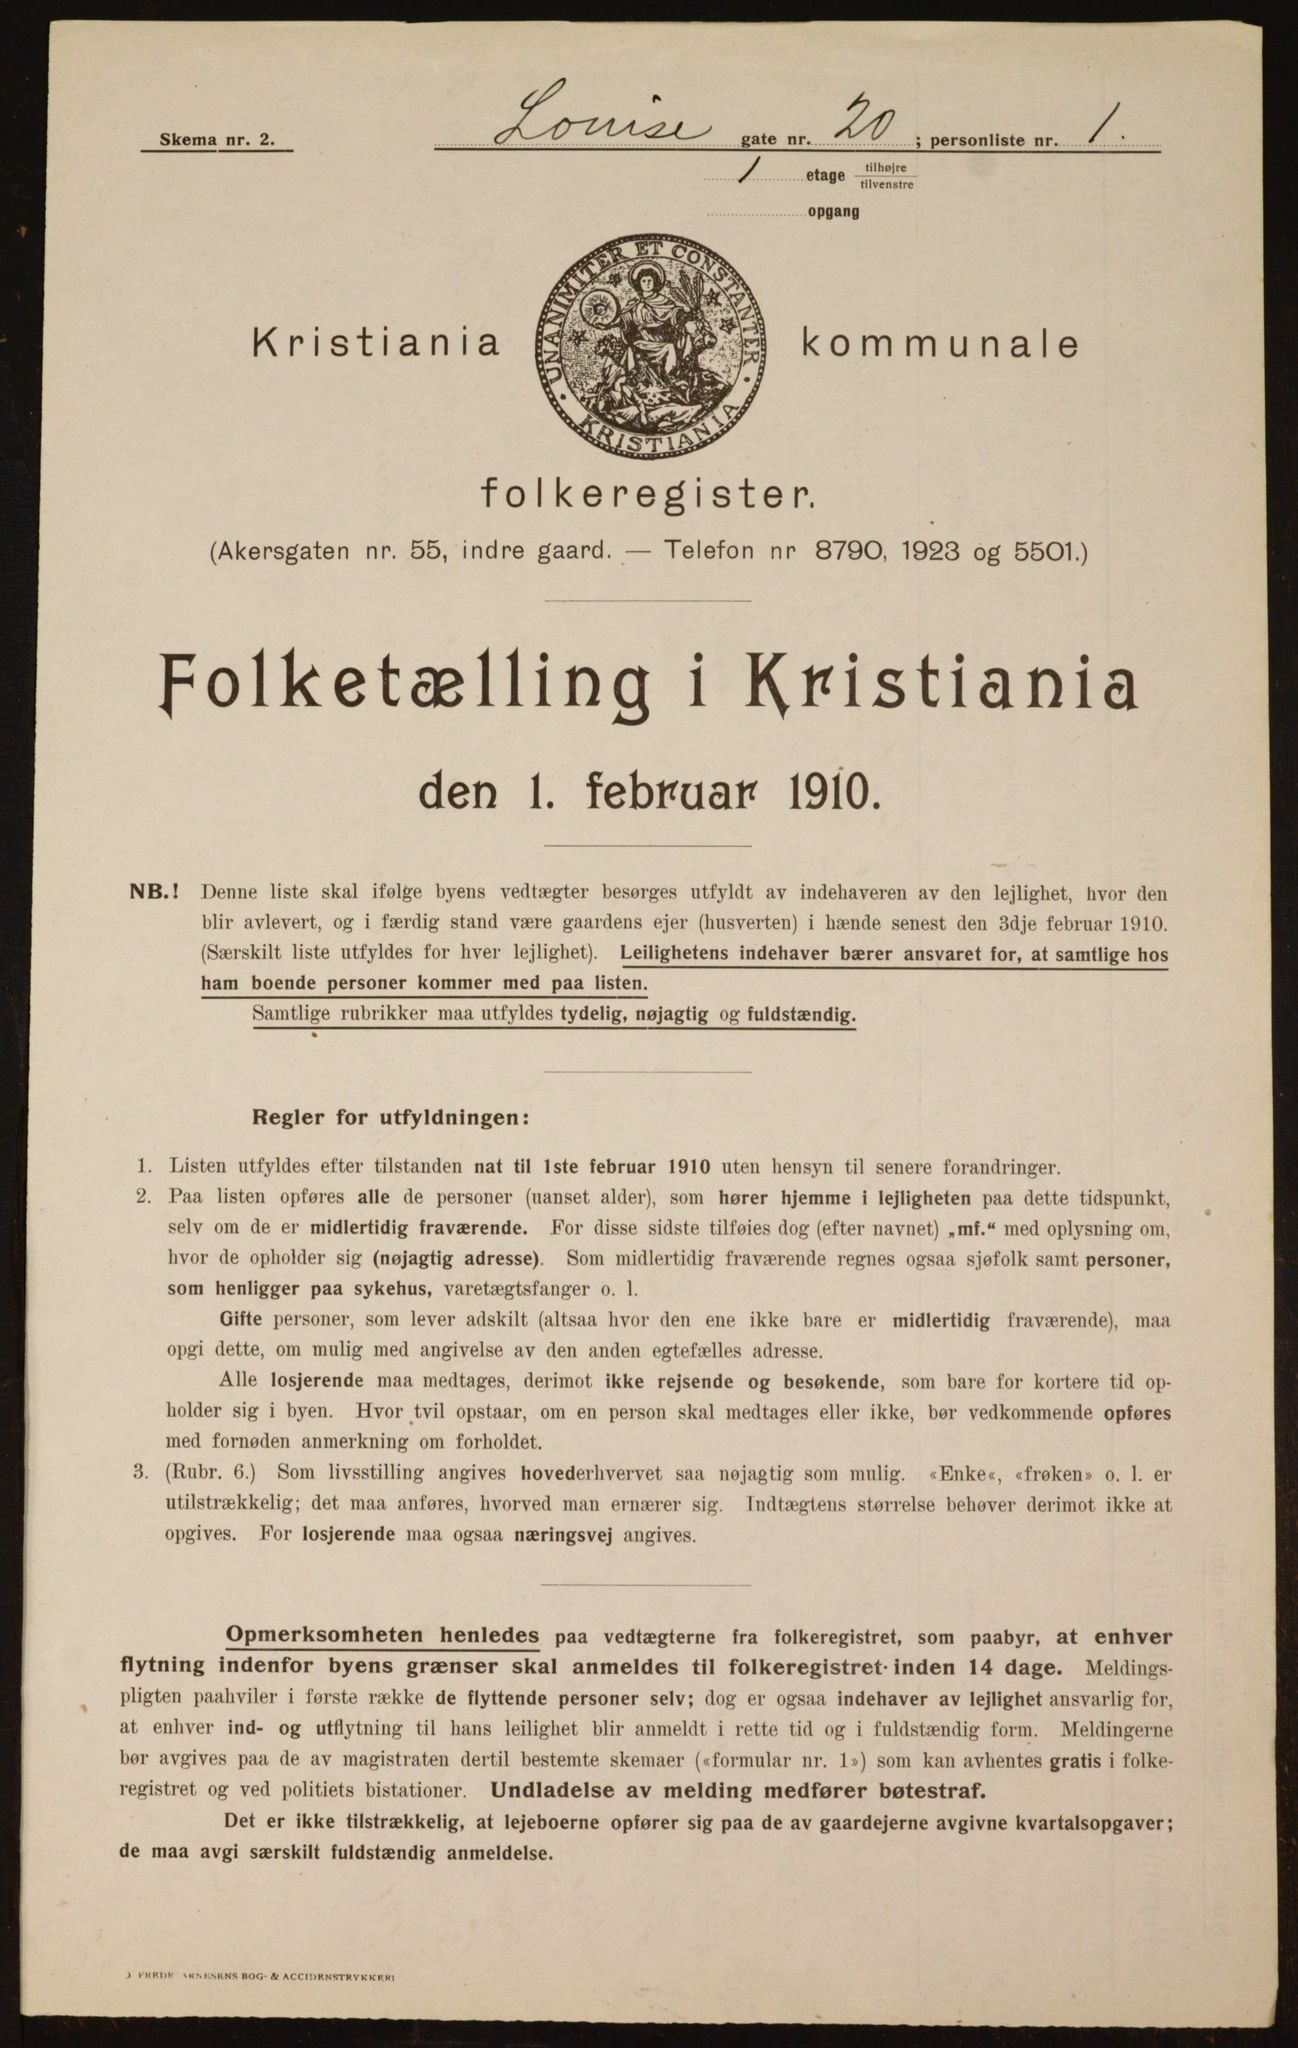 Skema nr. 2.
Louise gate nr. 20 ; personliste nr. 1.
1 etage tilhøjre
tilvenstre
opgang
UNANIMITER ET CONSTANTER
KRISTIANIA
Kristiania kommunale
folkeregister.
(Akersgaten nr. 55, indre gaard. — Telefon nr 8790, 1923 og 5501.)
Folketælling i Kristiania
den 1. februar 1910.
NB.! Denne liste skal ifølge byens vedtægter besørges utfyldt av indehaveren av den lejlighet, hvor den
blir avlevert, og i færdig stand være gaardens ejer (husverten) i hænde senest den 3dje februar 1910.
(Særskilt liste utfyldes for hver lejlighet). Leilighetens indehaver bærer ansvaret for, at samtlige hos
ham boende personer kommer med paa listen.
Samtlige rubrikker maa utfyldes tydelig, nøjagtig og fuldstændig.
Regler for utfyldningen:
1. Listen utfyldes efter tilstanden nat til 1ste februar 1910 uten hensyn til senere forandringer.
2. Paa listen opføres alle de personer (uanset alder), som hører hjemme i lejligheten paa dette tidspunkt,
selv om de er midlertidig fraværende. For disse sidste tilføies dog (efter navnet) „mf.“ med oplysning om,
hvor de opholder sig (nøjagtig adresse). Som midlertidig fraværende regnes ogsaa sjøfolk samt personer,
som henligger paa sykehus, varetægtsfanger o. l.
Gifte personer, som lever adskilt (altsaa hvor den ene ikke bare er midlertidig fraværende), maa
opgi dette, om mulig med angivelse av den anden egtefælles adresse.
Alle losjerende maa medtages, derimot ikke rejsende og besøkende, som bare for kortere tid op-
holder sig i byen. Hvor tvil opstaar, om en person skal medtages eller ikke, bør vedkommende opføres
med fornøden anmerkning om forholdet.
3. (Rubr. 6.) Som livsstilling angives hovederhvervet saa nøjagtig som mulig. «Enke«, «frøken» o. l. er
utilstrækkelig; det maa anføres, hvorved man ernærer sig. Indtægtens størrelse behøver derimot ikke at
opgives. For losjerende maa ogsaa næringsvej angives.
Opmerksomheten henledes paa vedtægterne fra folkeregistret, som paabyr, at enhver
flytning indenfor byens grænser skal anmeldes til folkeregistret inden 14 dage. Meldings-
pligten paahviler i første række de flyttende personer selv; dog er ogsaa indehaver av lejlighet ansvarlig for,
at enhver ind- og utflytning til hans leilighet blir anmeldt i rette tid og i fuldstændig form. Meldingerne
bør avgives paa de av magistraten dertil bestemte skemaer («formular nr. 1») som kan avhentes gratis i folke-
registret og ved politiets bistationer. Undladelse av melding medfører bøtestraf.
Det er ikke tilstrækkelig, at lejeboerne opfører sig paa de av gaardejerne avgivne kvartalsopgaver;
de maa avgi særskilt fuldstændig anmeldelse.
ARNESENS BOG- & ACCIDENSTRYKKERI